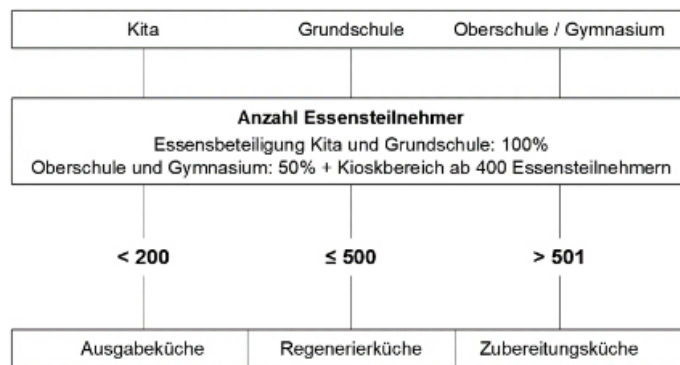 Kita Grundschule Oberschule / Gymnasium
Anzahl Essensteilnehmer
Essensbeteiligung Kita und Grundschule: 100%
Oberschule und Gymnasium: 50% + Kioskbereich ab 400 Essensteilnehmern
< 200 ≤ 500 > 501
Ausgabeküche Regenerierküche Zubereitungsküche